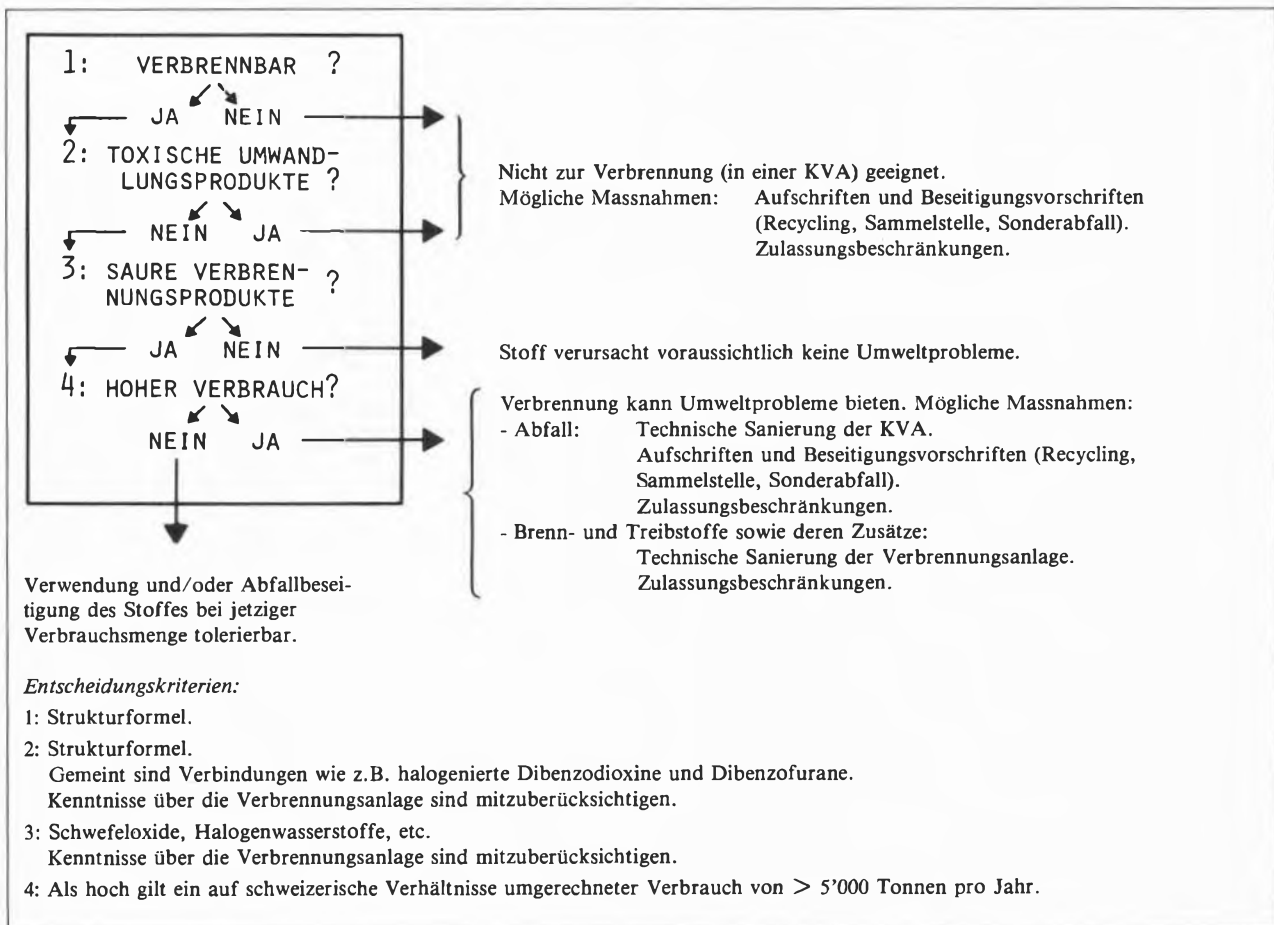 1: VERBRENNBAR ?
JA NEIN
2: TOXISCHE UMWAND-
LUNGSPRODUKTE ?
NEIN JA
3: SAURE VERBREN-
NUNGSPRODUKTE ?
JA NEIN
4: HOHER VERBRAUCH?
NEIN JA
Nicht zur Verbrennung (in einer KVA) geeignet.
Mögliche Massnahmen: Aufschriften und Beseitigungsvorschriften
(Recycling, Sammelstelle, Sonderabfall).
Zulassungsbeschränkungen.
Stoff verursacht voraussichtlich keine Umweltprobleme.
Verbrennung kann Umweltprobleme bieten. Mögliche Massnahmen:
- Abfall: Technische Sanierung der KVA.
Aufschriften und Beseitigungsvorschriften (Recycling,
Sammelstelle, Sonderabfall).
Zulassungsbeschränkungen.
- Brenn- und Treibstoffe sowie deren Zusätze:
Technische Sanierung der Verbrennungsanlage.
Zulassungsbeschränkungen.
Verwendung und/oder Abfallbesei-
tigung des Stoffes bei jetziger
Verbrauchsmenge tolerierbar.
Entscheidungskriterien:
1: Strukturformel.
2: Strukturformel.
Gemeint sind Verbindungen wie z.B. halogenierte Dibenzodioxine und Dibenzofurane.
Kenntnisse über die Verbrennungsanlage sind mitzuberücksichtigen.
3: Schwefeloxide, Halogenwasserstoffe, etc.
Kenntnisse über die Verbrennungsanlage sind mitzuberücksichtigen.
4: Als hoch gilt ein auf schweizerische Verhältnisse umgerechneter Verbrauch von > 5'000 Tonnen pro Jahr.